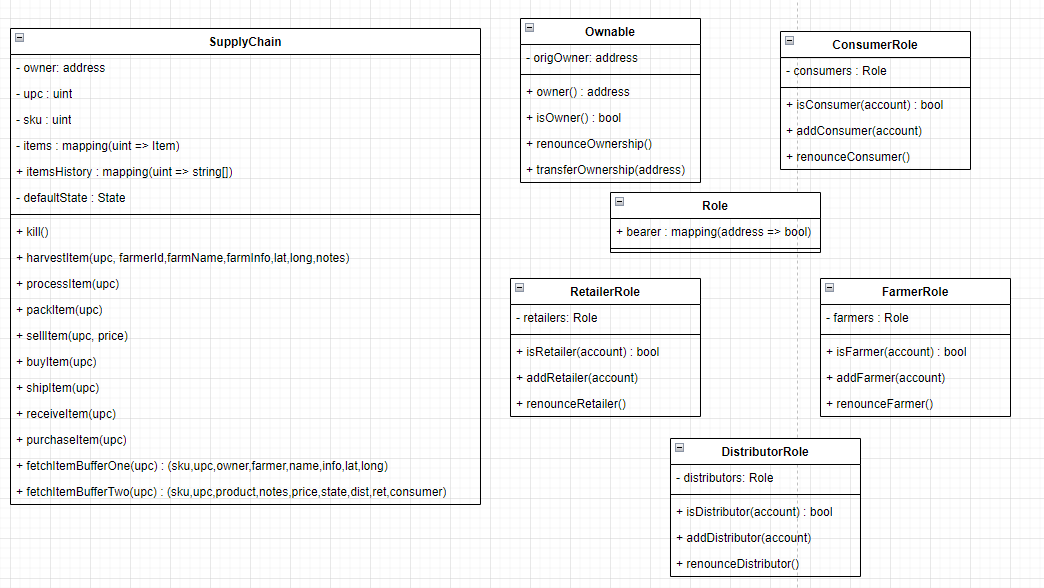 SupplyChain
- owner: address
- upc : uint
- sku : uint
- items : mapping(uint => Item)
+ itemsHistory : mapping(uint => string[])
- defaultState : State
+ kill()
+ harvestItem(upc, farmerId,farmName,farmInfo,lat,long,notes)
+ processItem(upc)
+ packItem(upc)
+ sellItem(upc, price)
+ buyItem(upc)
+ shipItem(upc)
+ receiveItem(upc)
+ purchaseItem(upc)
+ fetchItemBufferOne(upc) : (sku,upc,owner,farmer,name,info,lat,long)
+ fetchItemBufferTwo(upc) : (sku,upc,product,notes,price,state,dist,ret,consumer)
Ownable
- origOwner: address
+ owner() : address
+ isOwner() : bool
+ renounceOwnership()
+ transferOwnership(address)
ConsumerRole
- consumers : Role
+ isConsumer(account) : bool
+ addConsumer(account)
+ renounceConsumer()
Role
+ bearer : mapping(address => bool)
RetailerRole
- retailers: Role
+ isRetailer(account) : bool
+ addRetailer(account)
+ renounceRetailer()
FarmerRole
- farmers : Role
+ isFarmer(account) : bool
+ addFarmer(account)
+ renounceFarmer()
DistributorRole
- distributors: Role
+ isDistributor(account) : bool
+ addDistributor(account)
+ renounceDistributor()